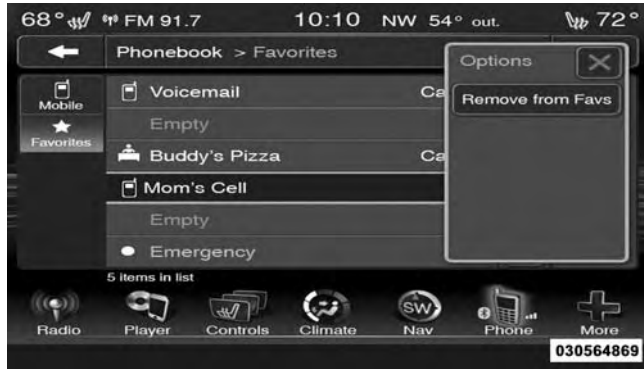 68° FM 91.7 10:10 NW 54° out. 72°
Phonebook > Favorites
Options
Mobile
Voicemail Ca
Remove from Favs
Empty
Favorites
Buddy's Pizza Ca
Mom's Cell
Empty
Emergency
5 items in list
SW
Radio Player Controls Climate Nav Phone More
030564869